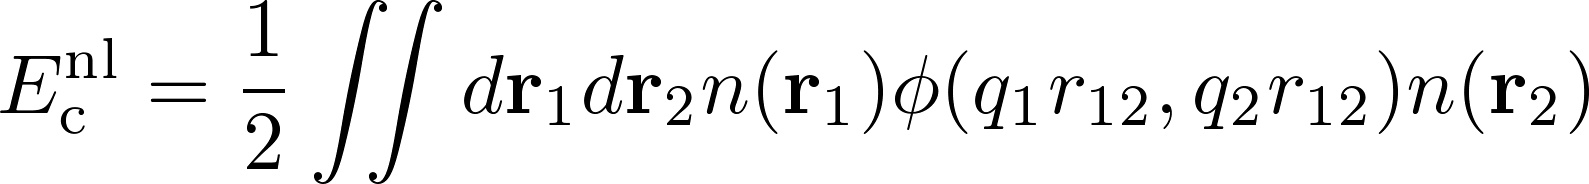 E_c^{nl} = \frac{1}{2} \iint d\mathbf{r}_1 d\mathbf{r}_2 n(\mathbf{r}_1) \phi(q_1 r_{12}, q_2 r_{12}) n(\mathbf{r}_2)